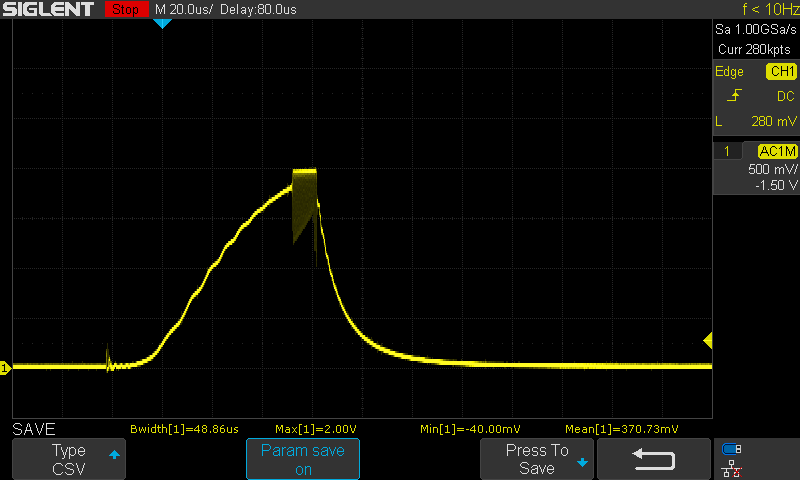 SIGLENT Stop M 20.0us/ Delay:80.0us f < 10Hz
Sa 1.00GSa/s
Curr 280kpts
Edge CH1
DC
L 280 mV
1 AC1M
500 mV/
-1.50 V
1
SAVE Bwidth[1]=48.86us Max[1]=2.00V Min[1]=-40.00mV Mean[1]=370.73mV
Type
CSV
Param save
on
Press To
Save